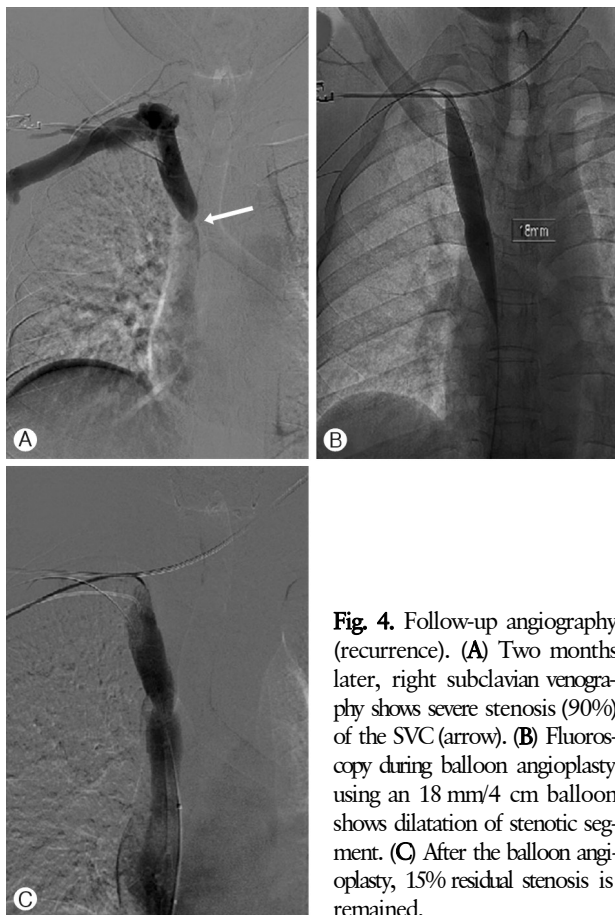 A
18mm
B
C
Fig. 4. Follow-up angiography
(recurrence). (A) Two months
later, right subclavian venogra-
phy shows severe stenosis (90%)
of the SVC (arrow). (B) Fluoros-
copy during balloon angioplasty
using an 18 mm/4 cm balloon
shows dilatation of stenotic seg-
ment. (C) After the balloon angi-
oplasty, 15% residual stenosis is
remained.